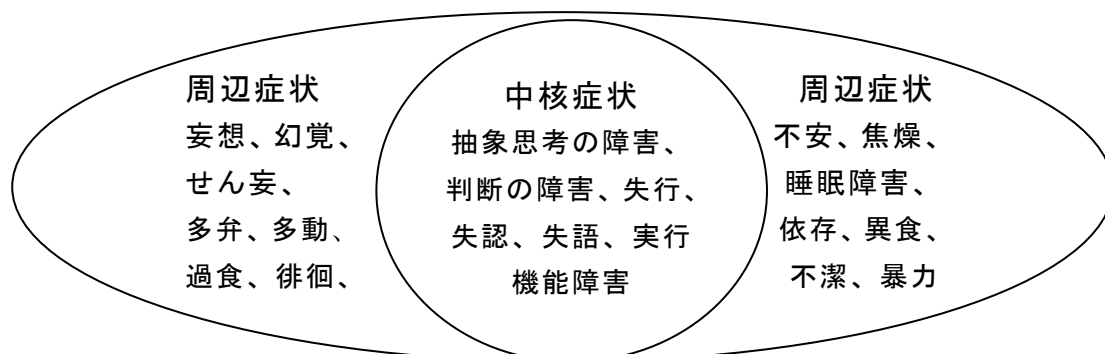 周辺症状
妄想、幻覚、
せん妄、
多弁、多動、
過食、徘徊、
中核症状
抽象思考の障害、
判断の障害、失行、
失認、失語、実行
機能障害
周辺症状
不安、焦燥、
睡眠障害、
依存、異食、
不潔、暴力